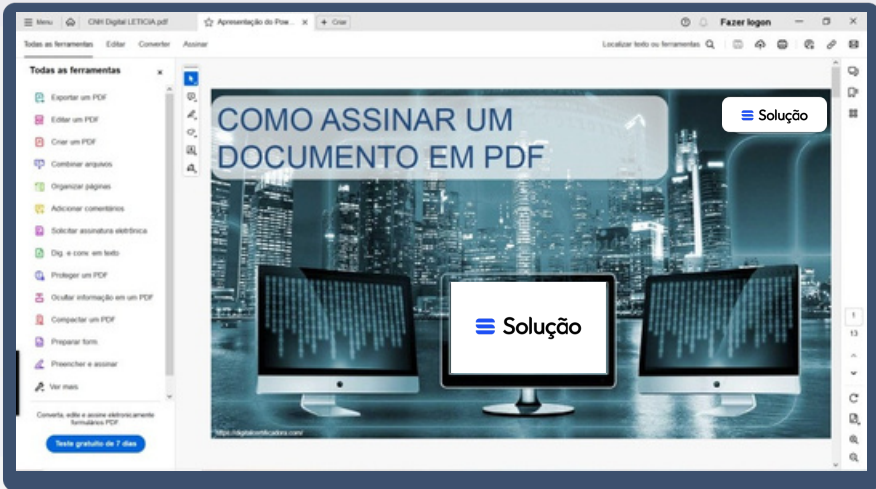 Menu
CNH Digital LETICIA.pdf
Apresentação do Pow...
+ Criar
Fazer logon
Todas as ferramentas
Editar
Converter
Assinar
Localizar texto ou ferramentas
Todas as ferramentas
Exportar um PDF
Editar um PDF
Criar um PDF
Combinar arquivos
Organizar páginas
Adicionar comentários
Solicitar assinatura eletrônica
Dig. e conv. em texto
Proteger um PDF
Ocultar informação em um PDF
Compactar um PDF
Preparar form.
Preencher e assinar
Ver mais
Converta, edite e assine eletronicamente
formulários PDF
Teste gratuito de 7 dias
COMO ASSINAR UM
DOCUMENTO EM PDF
Solução
Solução
https://digitalcertificadora.com/
1
13